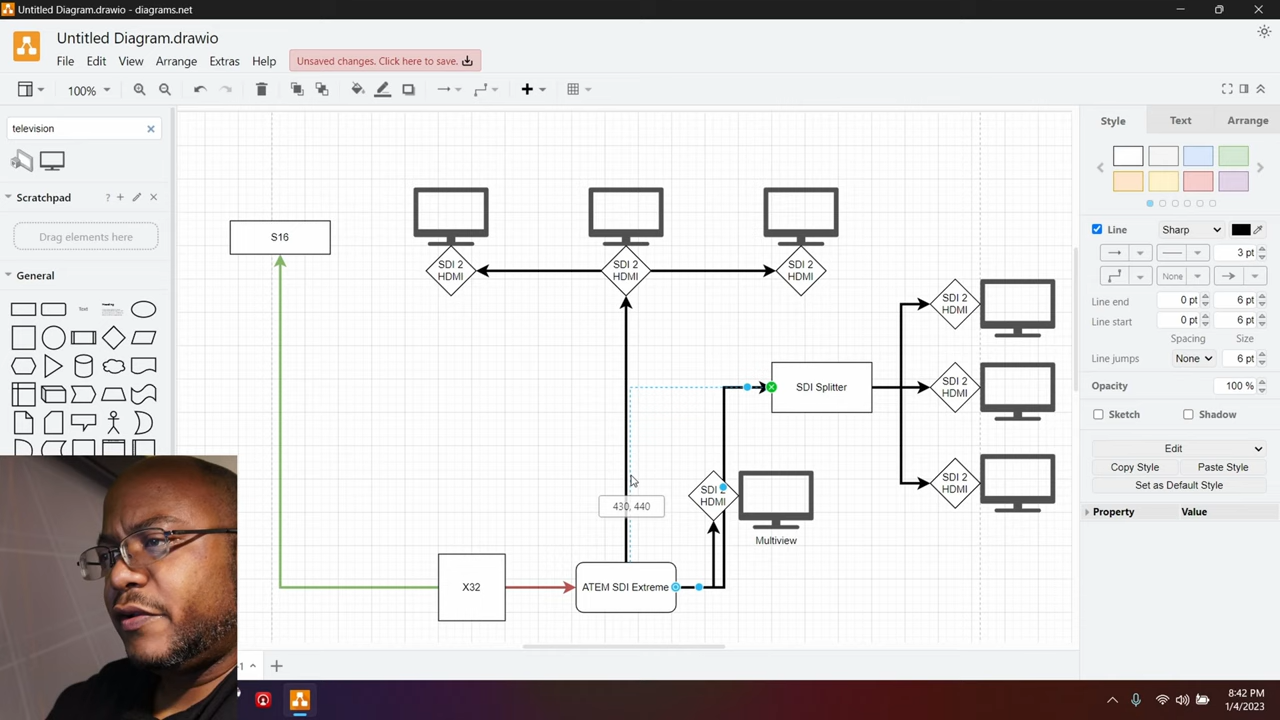 Untitled Diagram.drawio - diagrams.net
Untitled Diagram.drawio
File Edit View Arrange Extras Help Unsaved changes. Click here to save.
100%
television
Scratchpad
Drag elements here
General
S16
SDI 2
HDMI
SDI 2
HDMI
SDI 2
HDMI
SDI 2
HDMI
SDI Splitter
SDI 2
HDMI
SDI 2
HDMI
SDI 2
HDMI
430, 440
Multiview
X32
ATEM SDI Extreme
Style Text Arrange
Line Sharp
3 pt
None
Line end 0 pt 6 pt
Line start 0 pt 6 pt
Spacing Size
Line jumps None 6 pt
Opacity 100 %
Sketch Shadow
Edit
Copy Style Paste Style
Set as Default Style
Property Value
8:42 PM
1/4/2023